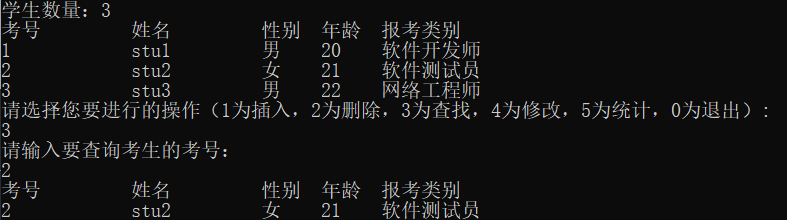 学生数量：3
考号 姓名 性别 年龄 报考类别
1 stu1 男 20 软件开发师
2 stu2 女 21 软件测试员
3 stu3 男 22 网络工程师
请选择您要进行的操作（1为插入，2为删除，3为查找，4为修改，5为统计，0为退出）：
3
请输入要查询考生的考号：
2
考号 姓名 性别 年龄 报考类别
2 stu2 女 21 软件测试员